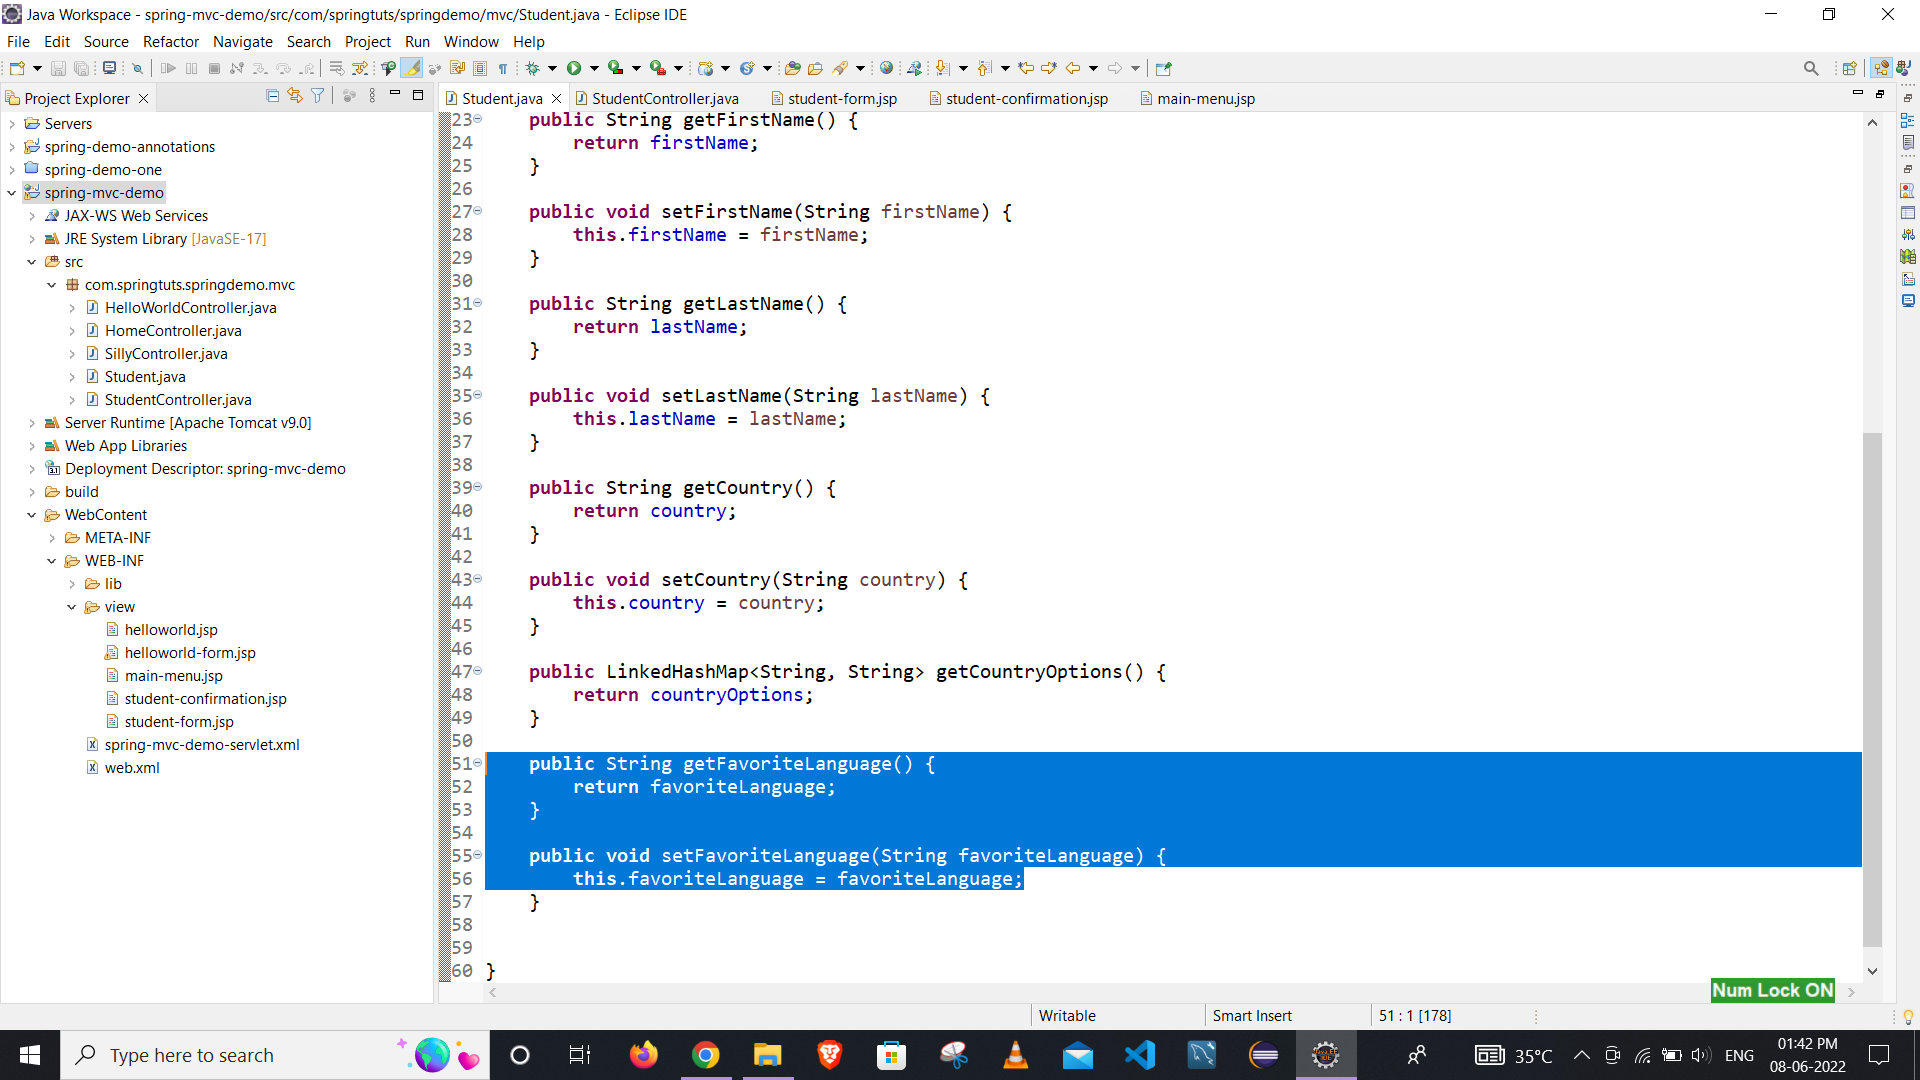 Java Workspace - spring-mvc-demo/src/com/springtuts/springdemo/mvc/Student.java - Eclipse IDE
File Edit Source Refactor Navigate Search Project Run Window Help
Project Explorer
Servers
spring-demo-annotations
spring-demo-one
spring-mvc-demo
JAX-WS Web Services
JRE System Library [JavaSE-17]
src
com.springtuts.springdemo.mvc
HelloWorldController.java
HomeController.java
SillyController.java
Student.java
StudentController.java
Server Runtime [Apache Tomcat v9.0]
Web App Libraries
Deployment Descriptor: spring-mvc-demo
build
WebContent
META-INF
WEB-INF
lib
view
helloworld.jsp
helloworld-form.jsp
main-menu.jsp
student-confirmation.jsp
student-form.jsp
spring-mvc-demo-servlet.xml
web.xml
Student.java StudentController.java student-form.jsp student-confirmation.jsp main-menu.jsp
23 public String getFirstName() {
24 return firstName;
25 }
26
27 public void setFirstName(String firstName) {
28 this.firstName = firstName;
29 }
30
31 public String getLastName() {
32 return lastName;
33 }
34
35 public void setLastName(String lastName) {
36 this.lastName = lastName;
37 }
38
39 public String getCountry() {
40 return country;
41 }
42
43 public void setCountry(String country) {
44 this.country = country;
45 }
46
47 public LinkedHashMap<String, String> getCountryOptions() {
48 return countryOptions;
49 }
50
51 public String getFavoriteLanguage() {
52 return favoriteLanguage;
53 }
54
55 public void setFavoriteLanguage(String favoriteLanguage) {
56 this.favoriteLanguage = favoriteLanguage;
57 }
58
59
60 }
Num Lock ON
Writable Smart Insert 51 : 1 [178]
Type here to search
35°C ENG 01:42 PM
08-06-2022